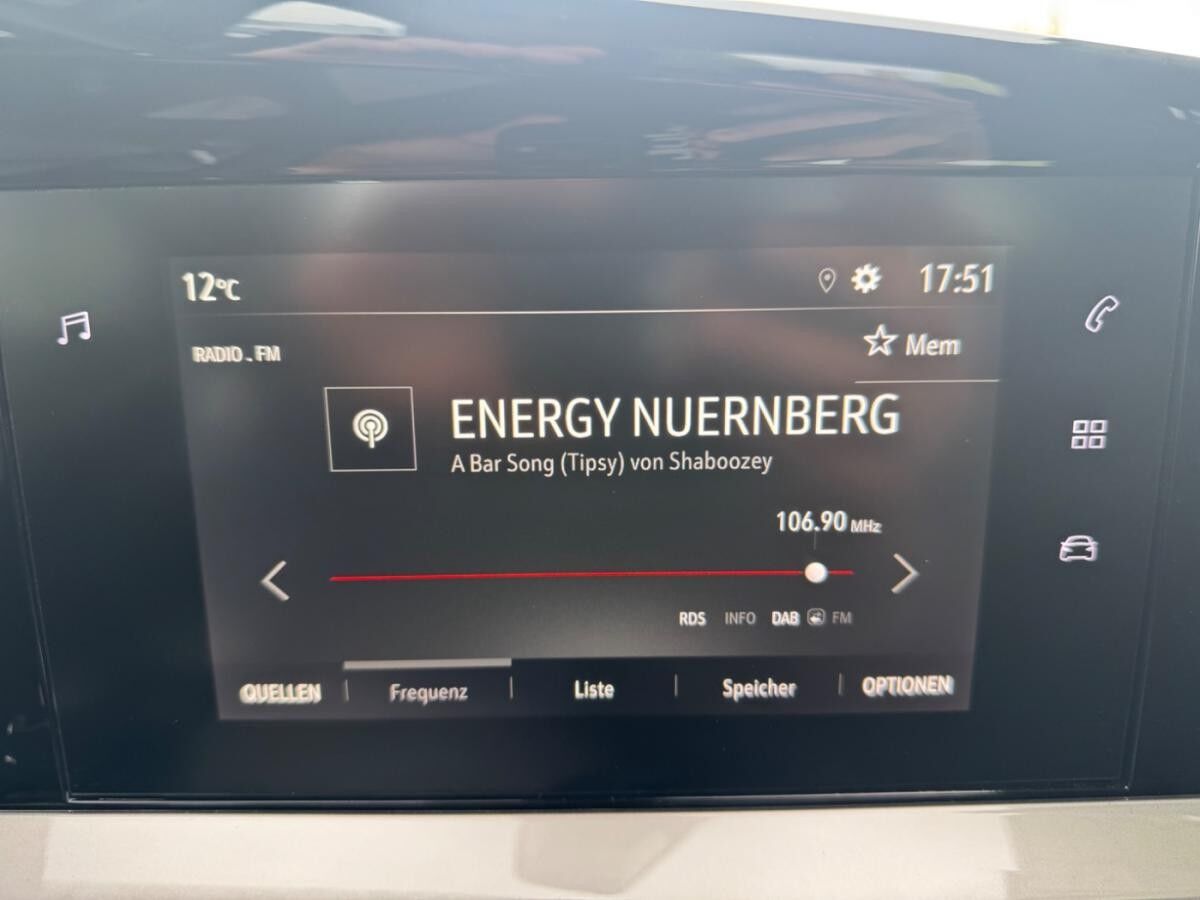 12°C 17:51
RADIO . FM
Mem
ENERGY NUERNBERG
A Bar Song (Tipsy) von Shaboozey
106.90 MHz
RDS INFO DAB FM
QUELLEN Frequenz Liste Speicher OPTIONEN